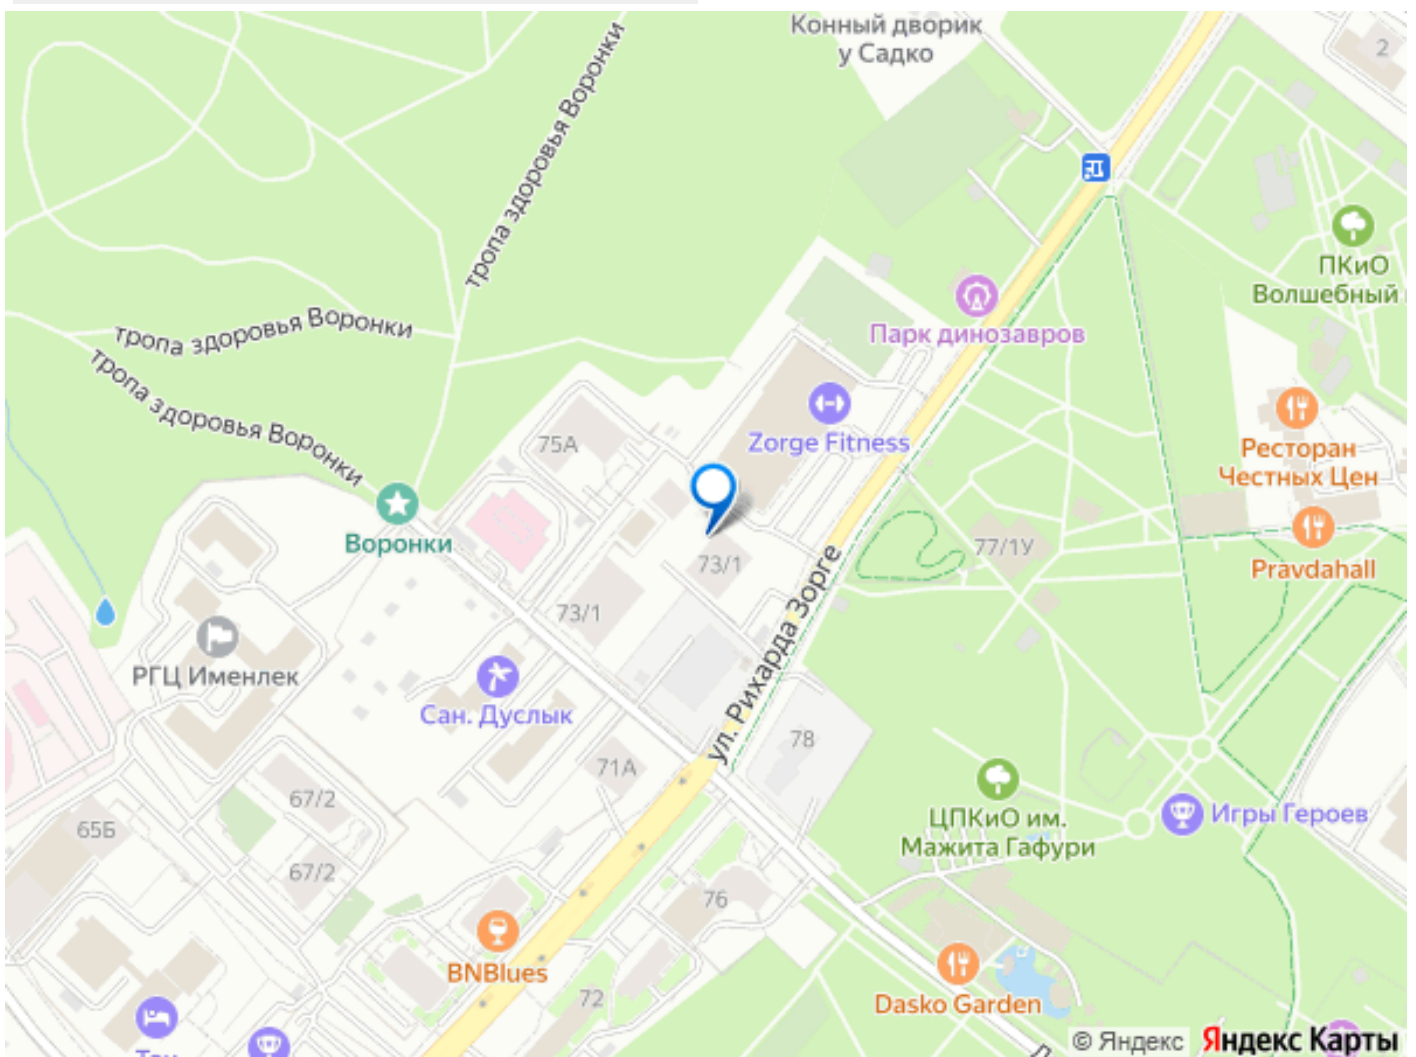 Конный дворик
у Садко
2
тропа здоровья Воронки
ПКиО
Волшебный
тропа здоровья Воронки
Парк динозавров
тропа здоровья Воронки
75А
Zorge Fitness
Ресторан
Честных Цен
Воронки
73/1
77/1У
Pravdahall
73/1
ул. Рихарда Зорге
РГЦ Именлек
Сан. Дуслык
78
71А
67/2
ЦПКиО им.
Мажита Гафури
Игры Героев
65Б
67/2
76
BNBlues
72
Dasko Garden
© Яндекс Яндекс Карты